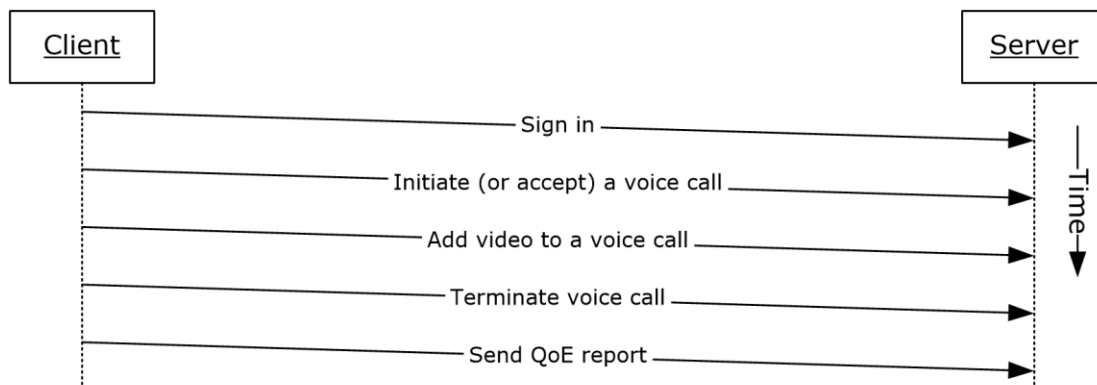 Client
Server
Sign in
Initiate (or accept) a voice call
Add video to a voice call
Terminate voice call
Send QoE report
Time